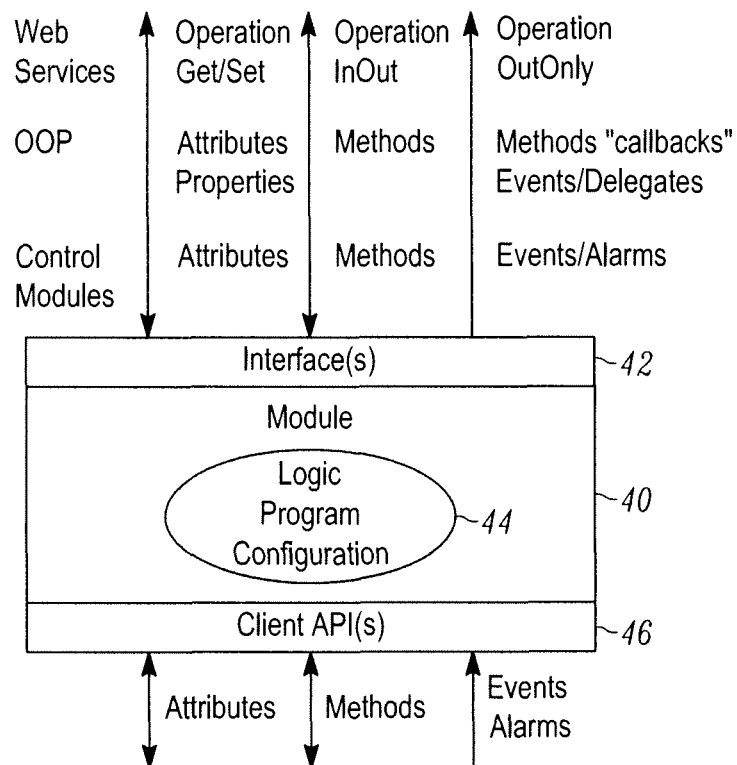 Web Services
Operation Get/Set
Operation InOut
Operation OutOnly
OOP
Attributes Properties
Methods
Methods "callbacks" Events/Delegates
Control Modules
Attributes
Methods
Events/Alarms
Interface(s)
42
Module
Logic
Program
Configuration
44
40
Client API(s)
46
Attributes
Methods
Events
Alarms